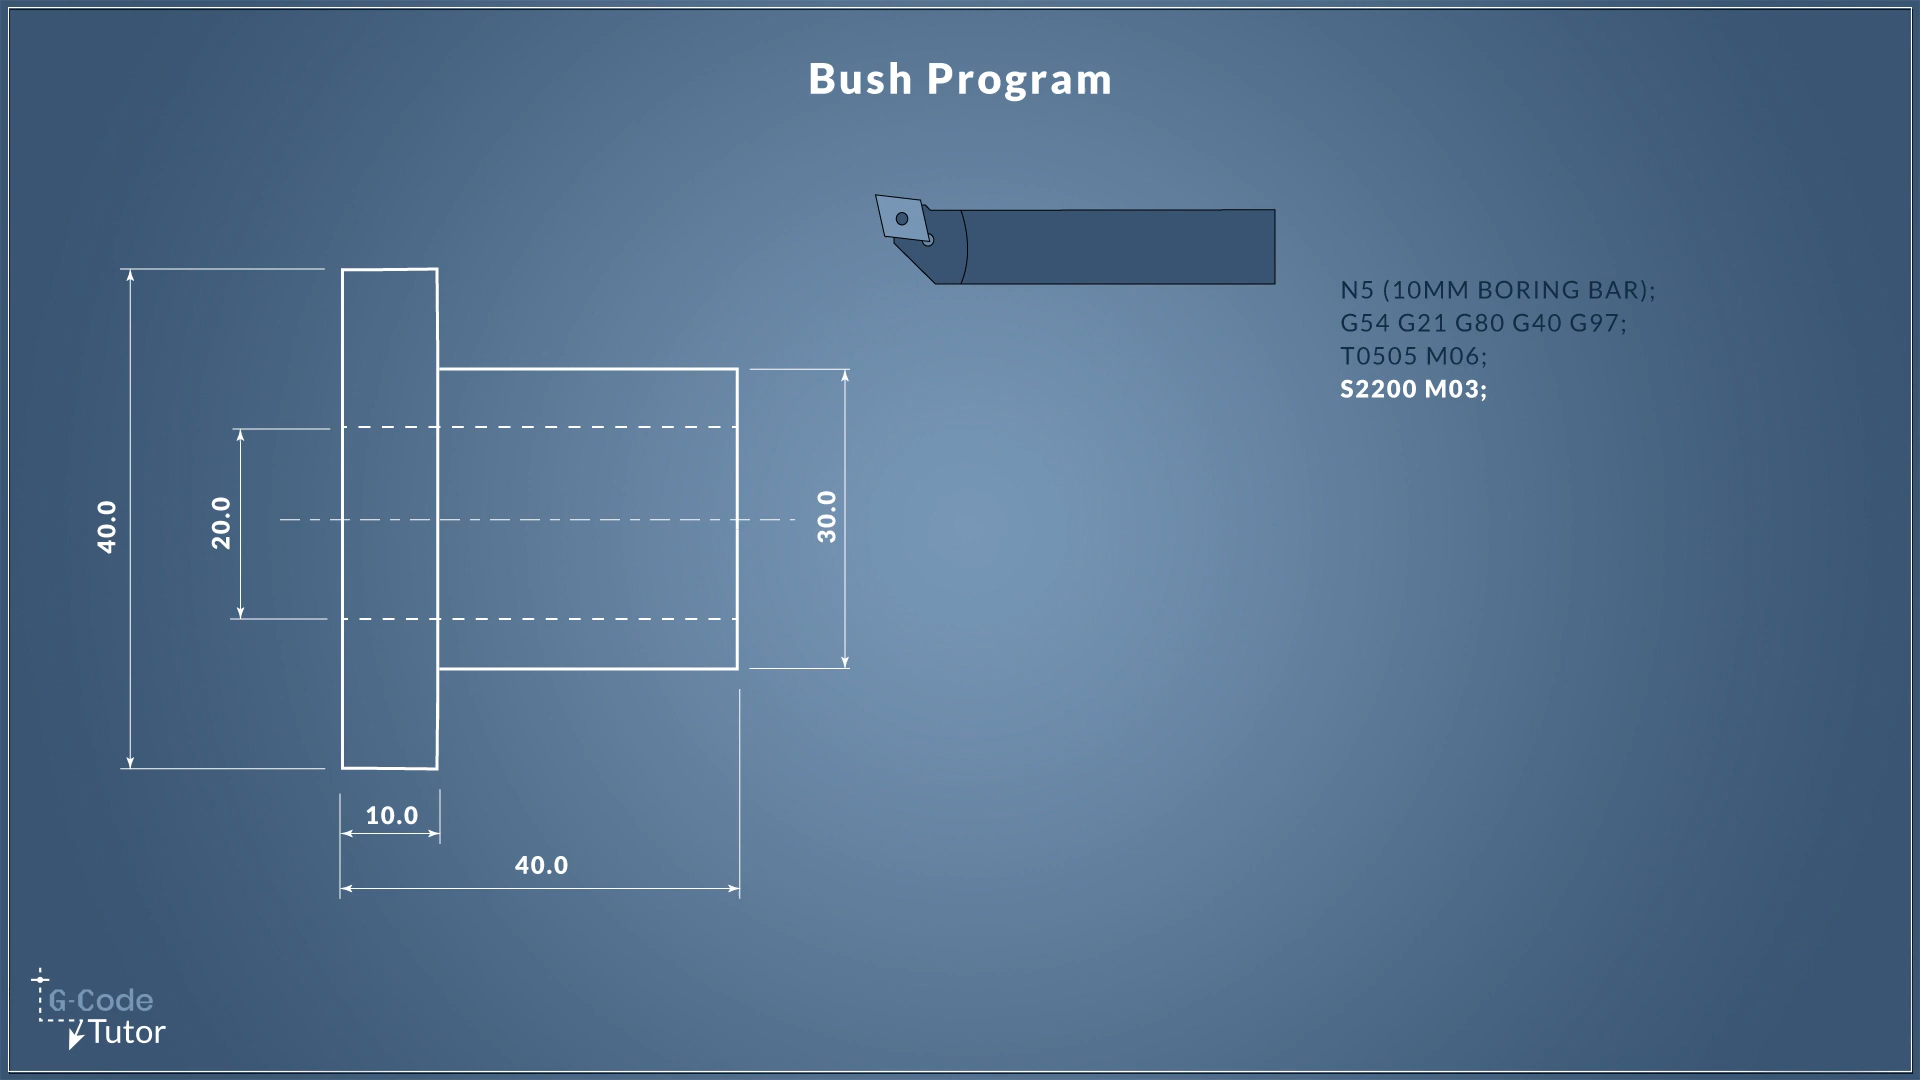 Bush Program
N5 (10MM BORING BAR);
G54 G21 G80 G40 G97;
T0505 M06;
S2200 M03;
40.0
20.0
30.0
10.0
40.0
G-Code
Tutor